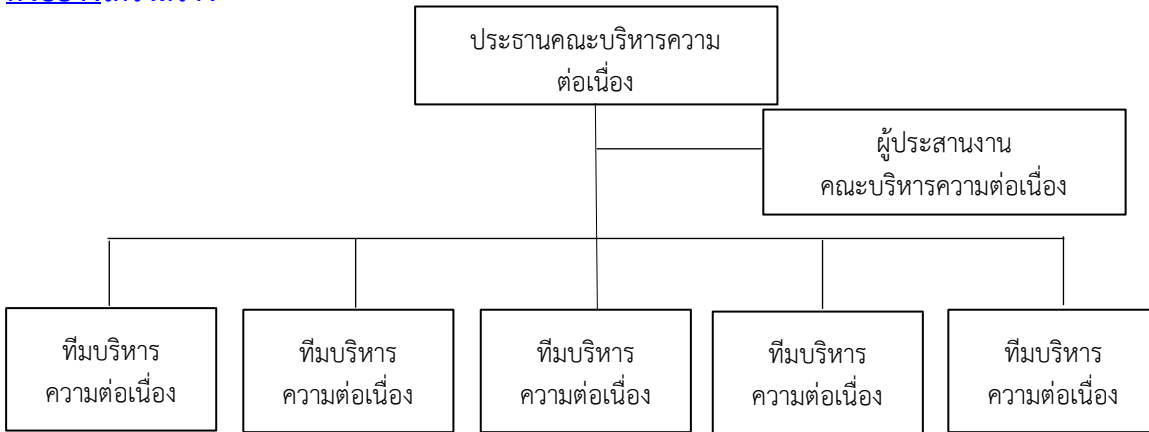 ประธานคณะบริหารความ
ต่อเนื่อง
ผู้ประสานงาน
คณะบริหารความต่อเนื่อง
ทีมบริหาร
ความต่อเนื่อง
ทีมบริหาร
ความต่อเนื่อง
ทีมบริหาร
ความต่อเนื่อง
ทีมบริหาร
ความต่อเนื่อง
ทีมบริหาร
ความต่อเนื่อง